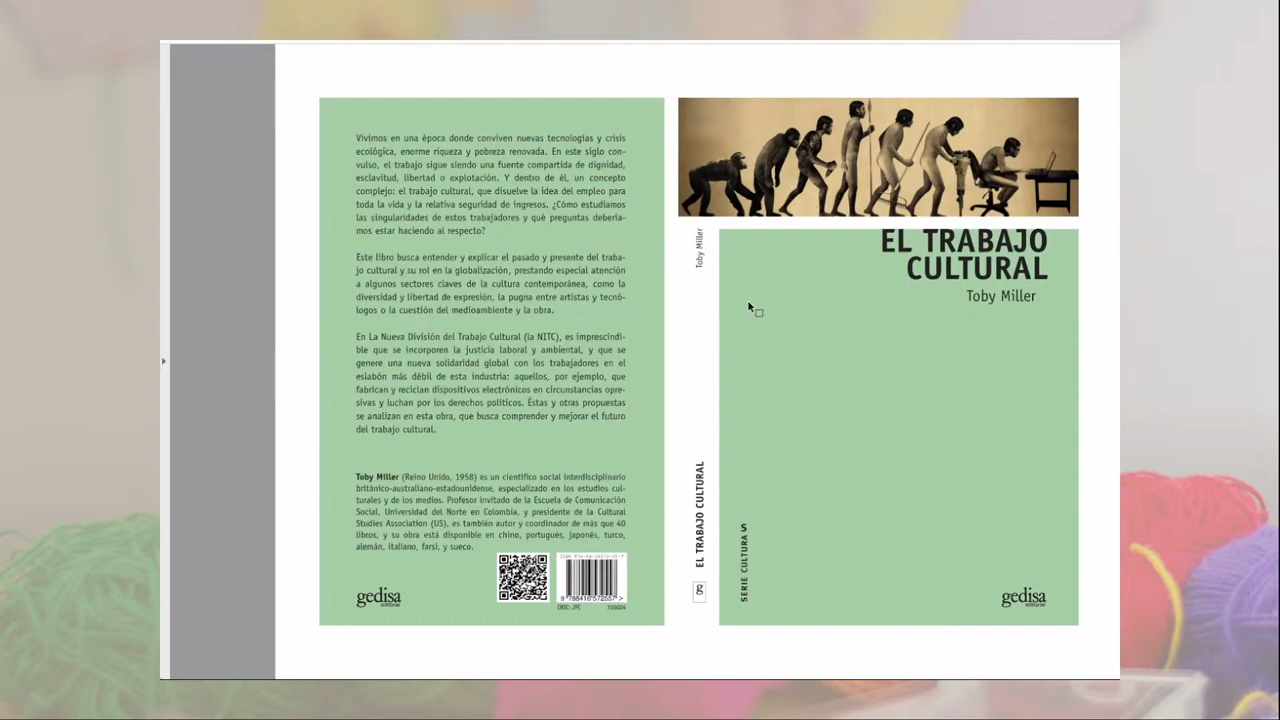 Vivimos en una época donde conviven nuevas tecnologías y crisis
ecológica, enorme riqueza y pobreza renovada. En este siglo con-
vulso, el trabajo sigue siendo una fuente compartida de dignidad,
esclavitud, libertad o explotación. Y dentro de él, un concepto
complejo: el trabajo cultural, que disuelve la idea del empleo para
toda la vida y la relativa seguridad de ingresos. ¿Cómo estudiamos
las singularidades de estos trabajadores y qué preguntas debería-
mos estar haciendo al respecto?
Este libro busca entender y explicar el pasado y presente del traba-
jo cultural y su rol en la globalización, prestando especial atención
a algunos sectores claves de la cultura contemporánea, como la
diversidad y libertad de expresión, la pugna entre artistas y tecnó-
logos o la cuestión del medioambiente y la obra.
En La Nueva División del Trabajo Cultural (la NITC), es imprescindi-
ble que se incorporen la justicia laboral y ambiental, y que se
genere una nueva solidaridad global con los trabajadores en el
eslabón más débil de esta industria: aquellos, por ejemplo, que
fabrican y reciclan dispositivos electrónicos en circunstancias opre-
sivas y luchan por los derechos políticos. Éstas y otras propuestas
se analizan en esta obra, que busca comprender y mejorar el futuro
del trabajo cultural.
Toby Miller (Reino Unido, 1958) es un científico social interdisciplinario
británico-australiano-estadounidense, especializado en los estudios cul-
turales y de los medios. Profesor invitado de la Escuela de Comunicación
Social, Universidad del Norte en Colombia, y presidente de la Cultural
Studies Association (US), es también autor y coordinador de más que 40
libros, y su obra está disponible en chino, portugués, japonés, turco,
alemán, italiano, farsi, y sueco.
gedisa
editorial
9 788416 572557 >
IBIC: JFC 310024
Toby Miller
EL TRABAJO CULTURAL
g
EL TRABAJO
CULTURAL
Toby Miller
SERIE CULTURA S
gedisa
editorial